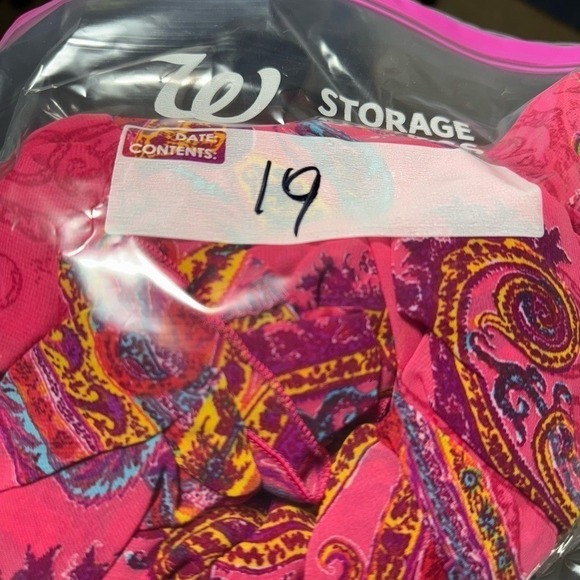 W STORAGE
DATE:
CONTENTS:
19